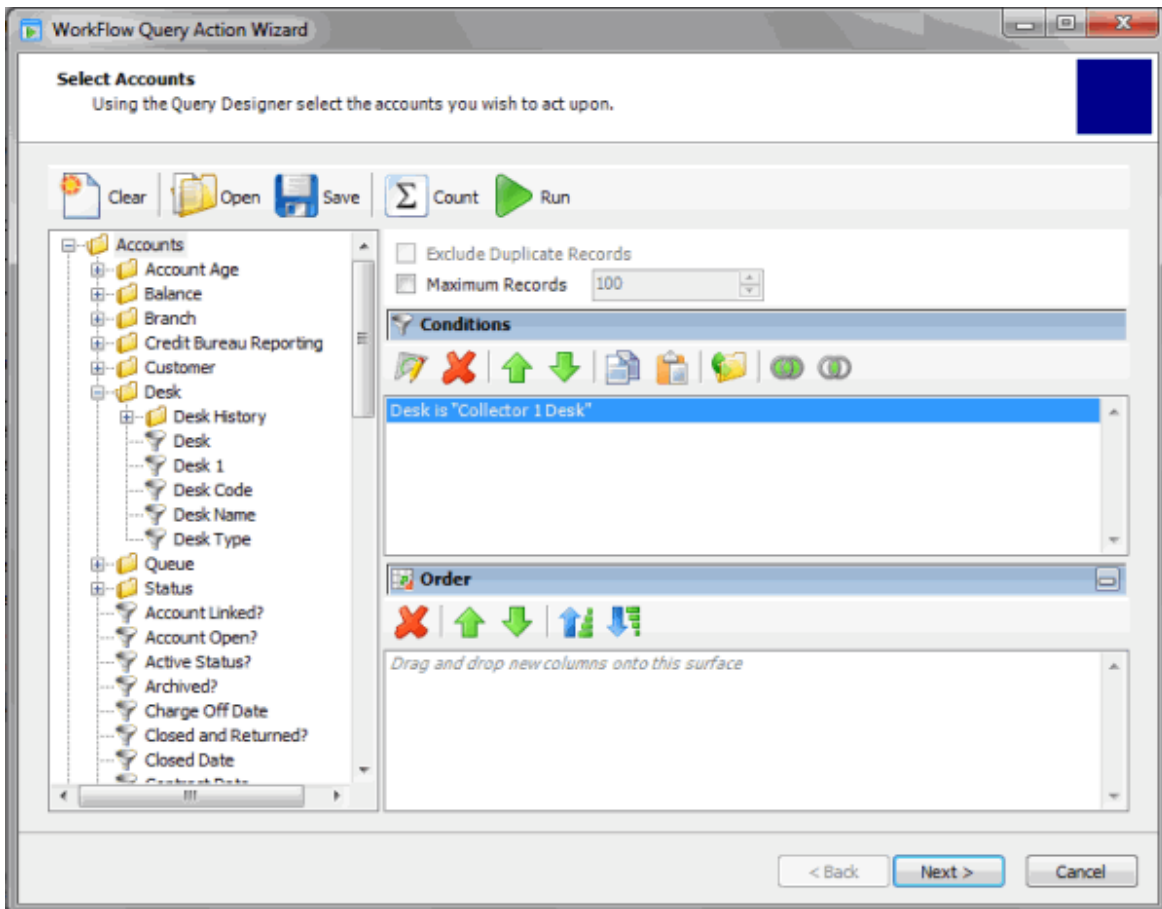 WorkFlow Query Action Wizard
Select Accounts
Using the Query Designer select the accounts you wish to act upon.
Clear Open Save Σ Count Run
Accounts
Account Age
Balance
Branch
Credit Bureau Reporting
Customer
Desk
Desk History
Desk
Desk 1
Desk Code
Desk Name
Desk Type
Queue
Status
Account Linked?
Account Open?
Active Status?
Archived?
Charge Off Date
Closed and Returned?
Closed Date
Exclude Duplicate Records
Maximum Records 100
Conditions
Desk is "Collector 1 Desk"
Order
Drag and drop new columns onto this surface
< Back Next > Cancel